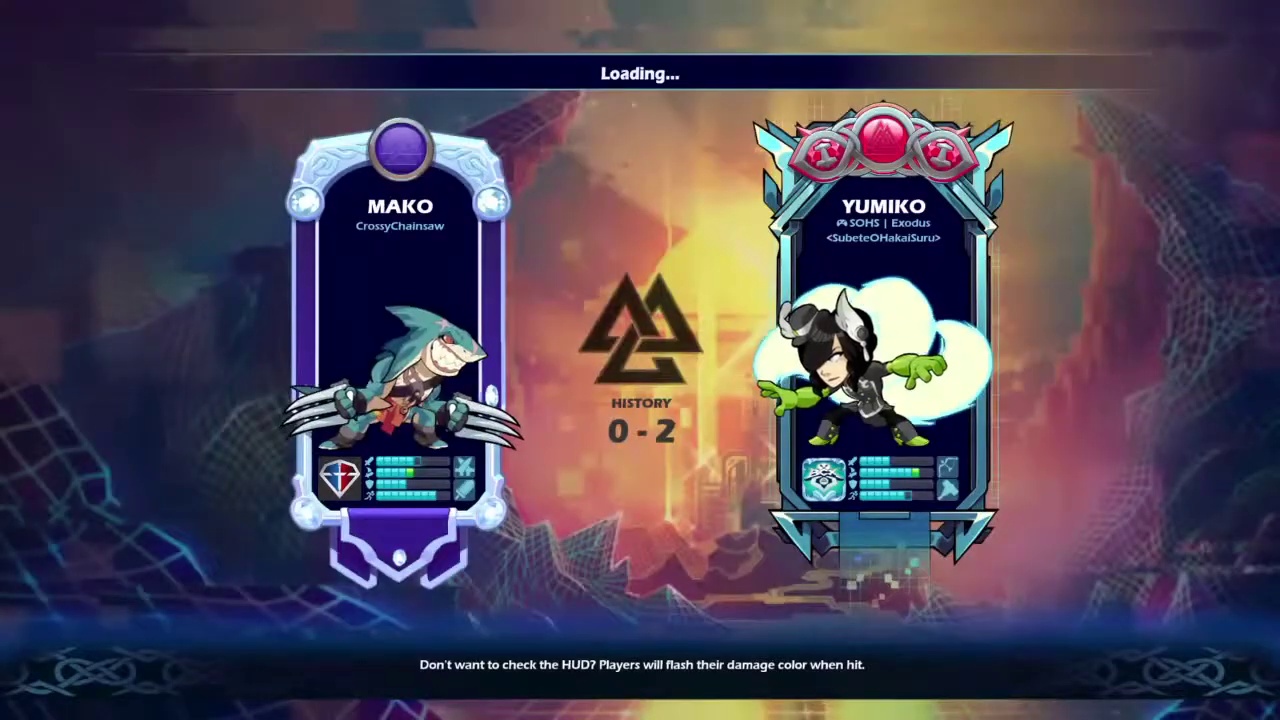 Loading...
MAKO
CrossyChainsaw
YUMIKO
SOHS | Exodus
<SubeteOHakaiSuru>
HISTORY
0 - 2
Don't want to check the HUD? Players will flash their damage color when hit.